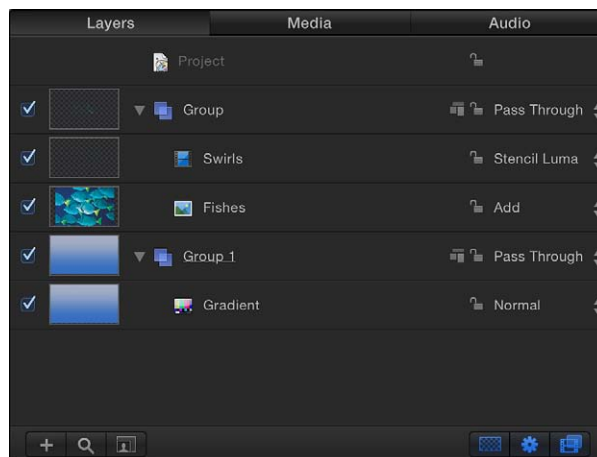 Layers Media Audio
Project
Group Pass Through
Swirls Stencil Luma
Fishes Add
Group 1 Pass Through
Gradient Normal